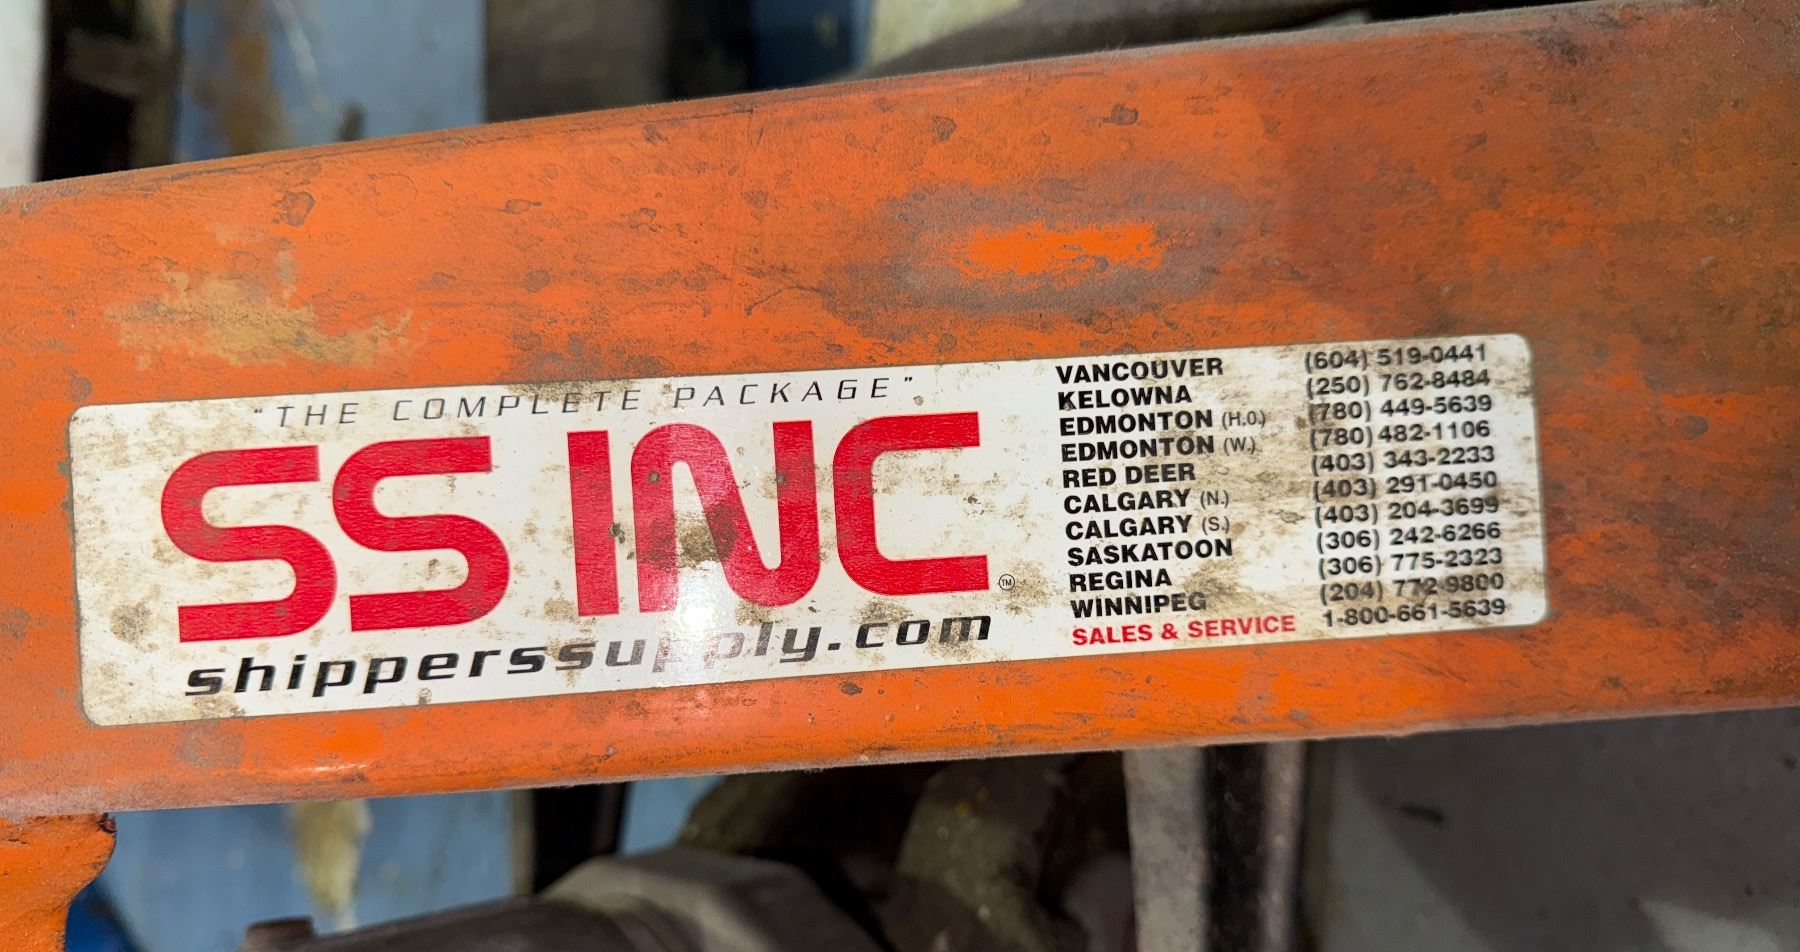 "THE COMPLETE PACKAGE"
SS INC ™
shipperssupply.com
VANCOUVER (604) 519-0441
KELOWNA (250) 762-8484
EDMONTON (H.O.) (780) 449-5639
EDMONTON (W.) (780) 482-1106
RED DEER (403) 343-2233
CALGARY (N.) (403) 291-0450
CALGARY (S.) (403) 204-3699
SASKATOON (306) 242-6266
REGINA (306) 775-2323
WINNIPEG (204) 772-9800
SALES & SERVICE 1-800-661-5639